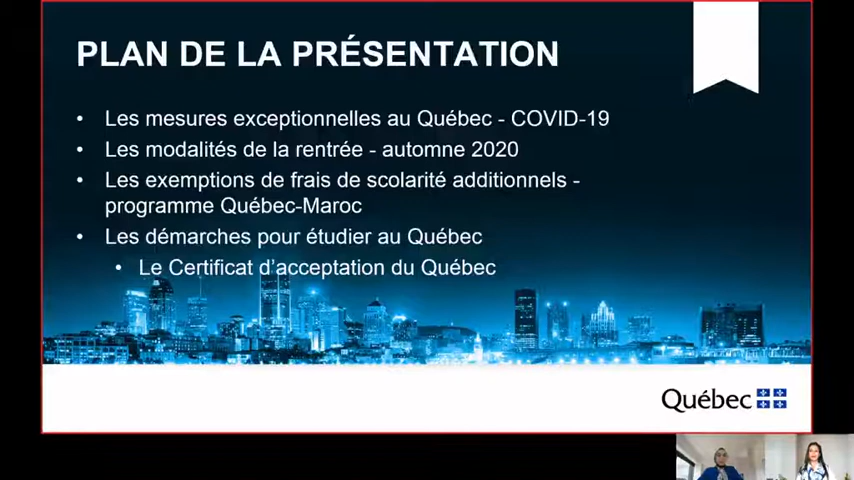 PLAN DE LA PRÉSENTATION
• Les mesures exceptionnelles au Québec - COVID-19
• Les modalités de la rentrée - automne 2020
• Les exemptions de frais de scolarité additionnels -
programme Québec-Maroc
• Les démarches pour étudier au Québec
• Le Certificat d'acceptation du Québec
Québec